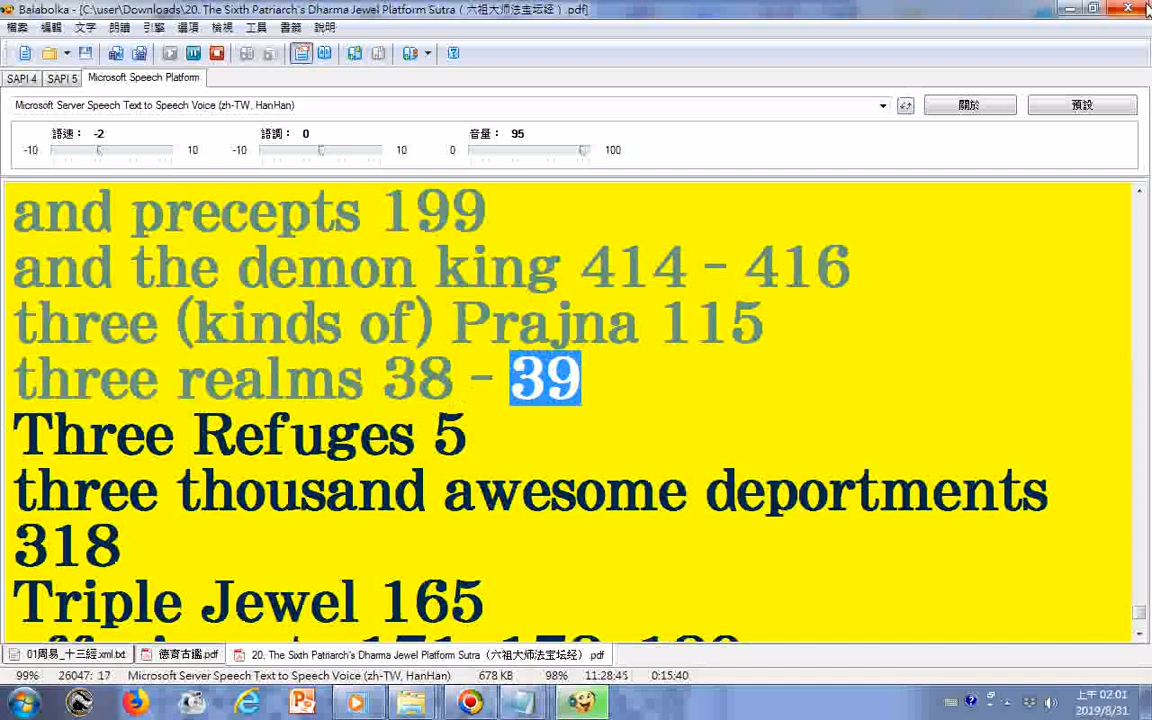 Balabolka - [C:\user\Downloads\20. The Sixth Patriarch's Dharma Jewel Platform Sutra（六祖大师法宝坛经）.pdf]
檔案 編輯 文字 朗讀 引擎 選項 檢視 工具 書籤 說明
SAPI 4 SAPI 5 Microsoft Speech Platform
Microsoft Server Speech Text to Speech Voice (zh-TW, HanHan) 關於 預設
語速： -2 語調： 0 音量： 95
-10 10 -10 10 0 100
and precepts 199
and the demon king 414 - 416
three (kinds of) Prajna 115
three realms 38 - 39
Three Refuges 5
three thousand awesome deportments
318
Triple Jewel 165
01周易_十三經.xml.txt 德育古鑑.pdf 20. The Sixth Patriarch's Dharma Jewel Platform Sutra（六祖大师法宝坛经）.pdf
99% 26047: 17 Microsoft Server Speech Text to Speech Voice (zh-TW, HanHan) 678 KB 98% 11:28:45 0:15:40
上午 02:01
2019/8/31